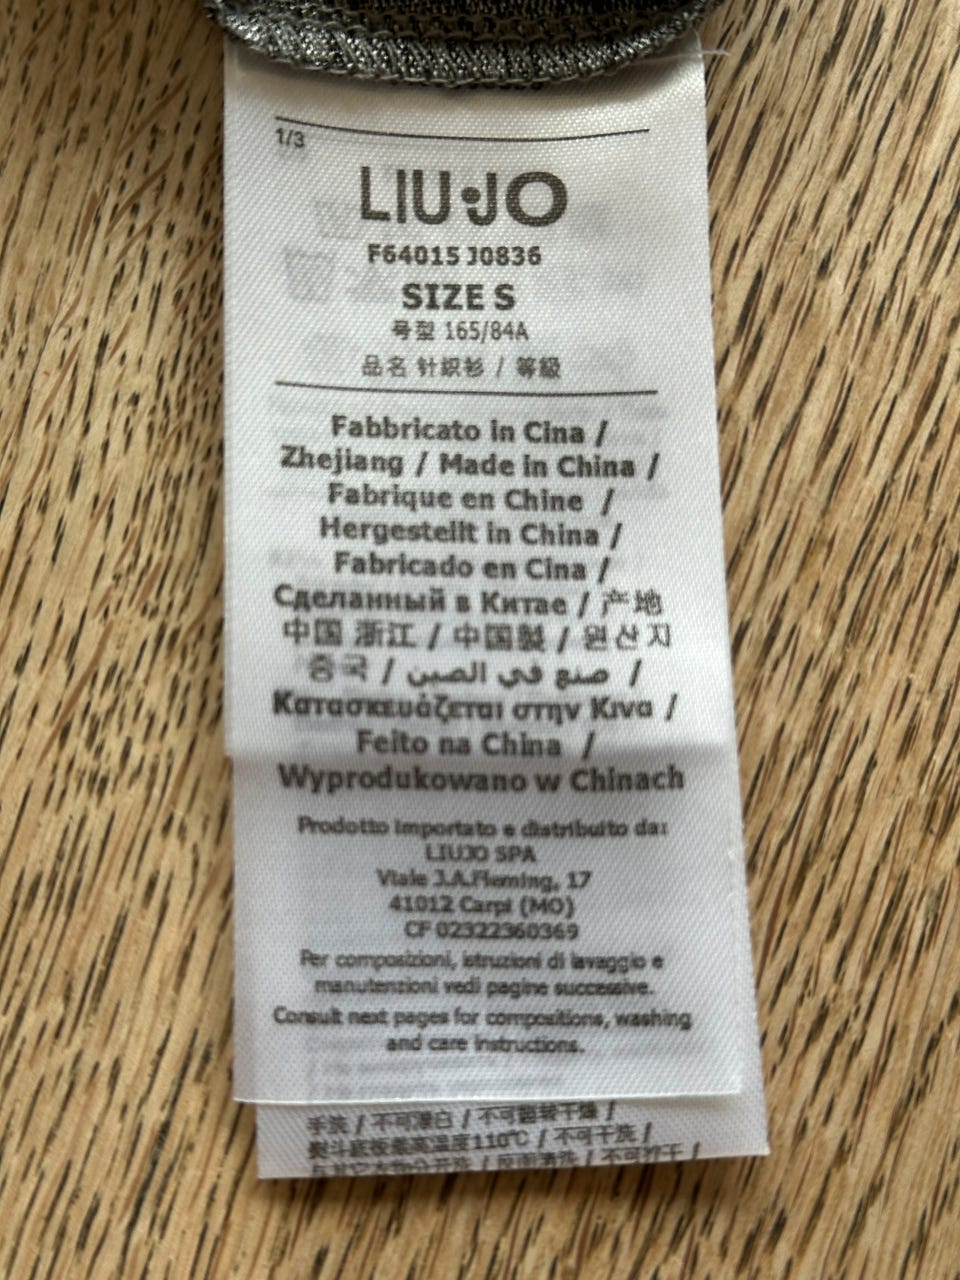 1/3
LIU·JO
F64015 J0836
SIZE S
号型 165/84A
品名 针织衫 / 等級
Fabbricato in Cina /
Zhejiang / Made in China /
Fabrique en Chine /
Hergestellt in China /
Fabricado en Cina /
Сделанный в Китае / 产地
中国 浙江 / 中国製 / 원산지
중국 / صنع في الصين /
Κατασκευάζεται στην Κινα /
Feito na China /
Wyprodukowano w Chinach
Prodotto importato e distribuito da:
LIUJO SPA
Viale J.A.Fleming, 17
41012 Carpi (MO)
CF 02322360369
Per composizioni, istruzioni di lavaggio e
manutenzioni vedi pagine successive.
Consult next pages for compositions, washing
and care instructions.
手洗 / 不可漂白 / 不可翻转干燥 /
熨斗底板最高温度110℃ / 不可干洗 /